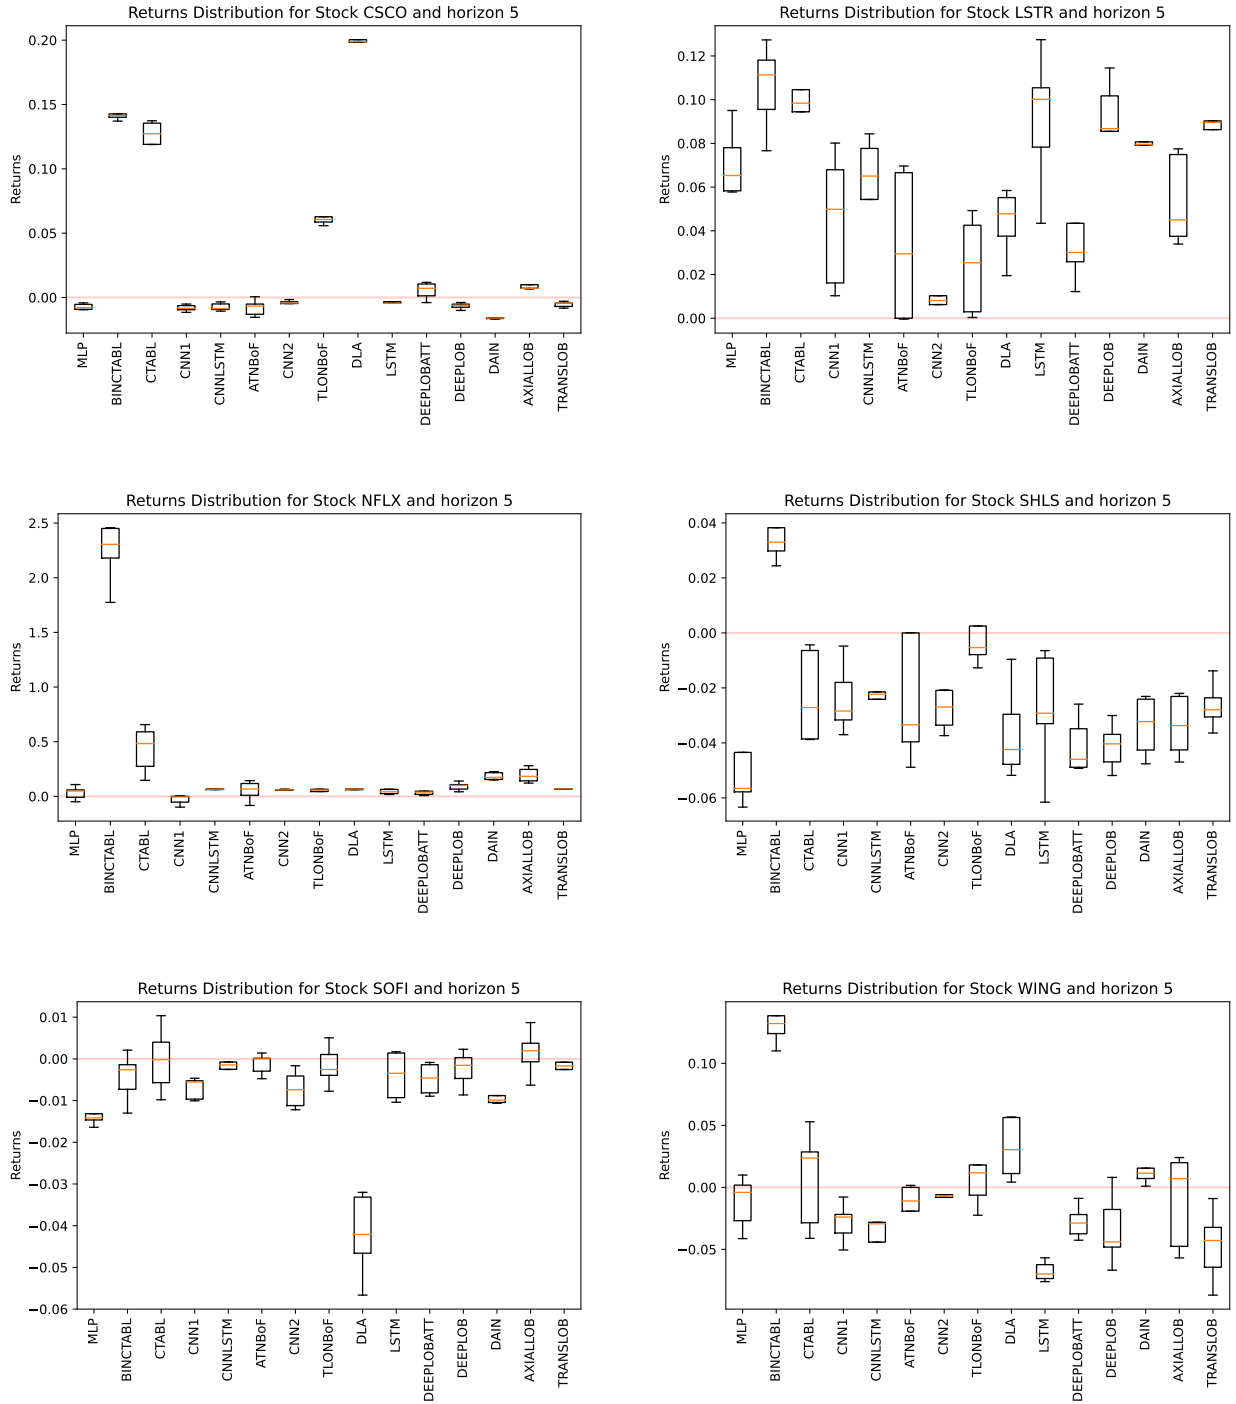 Returns Distribution for Stock CSCO and horizon 5
Returns
0.20
0.15
0.10
0.05
0.00
MLP
BINCTABL
CTABL
CNN1
CNNLSTM
ATNBoF
CNN2
TLONBoF
DLA
LSTM
DEEPLOBATT
DEEPLOB
DAIN
AXIALLOB
TRANSLOB
Returns Distribution for Stock LSTR and horizon 5
Returns
0.12
0.10
0.08
0.06
0.04
0.02
0.00
MLP
BINCTABL
CTABL
CNN1
CNNLSTM
ATNBoF
CNN2
TLONBoF
DLA
LSTM
DEEPLOBATT
DEEPLOB
DAIN
AXIALLOB
TRANSLOB
Returns Distribution for Stock NFLX and horizon 5
Returns
2.5
2.0
1.5
1.0
0.5
0.0
MLP
BINCTABL
CTABL
CNN1
CNNLSTM
ATNBoF
CNN2
TLONBoF
DLA
LSTM
DEEPLOBATT
DEEPLOB
DAIN
AXIALLOB
TRANSLOB
Returns Distribution for Stock SHLS and horizon 5
Returns
0.04
0.02
0.00
−0.02
−0.04
−0.06
MLP
BINCTABL
CTABL
CNN1
CNNLSTM
ATNBoF
CNN2
TLONBoF
DLA
LSTM
DEEPLOBATT
DEEPLOB
DAIN
AXIALLOB
TRANSLOB
Returns Distribution for Stock SOFI and horizon 5
Returns
0.01
0.00
−0.01
−0.02
−0.03
−0.04
−0.05
−0.06
MLP
BINCTABL
CTABL
CNN1
CNNLSTM
ATNBoF
CNN2
TLONBoF
DLA
LSTM
DEEPLOBATT
DEEPLOB
DAIN
AXIALLOB
TRANSLOB
Returns Distribution for Stock WING and horizon 5
Returns
0.10
0.05
0.00
−0.05
MLP
BINCTABL
CTABL
CNN1
CNNLSTM
ATNBoF
CNN2
TLONBoF
DLA
LSTM
DEEPLOBATT
DEEPLOB
DAIN
AXIALLOB
TRANSLOB